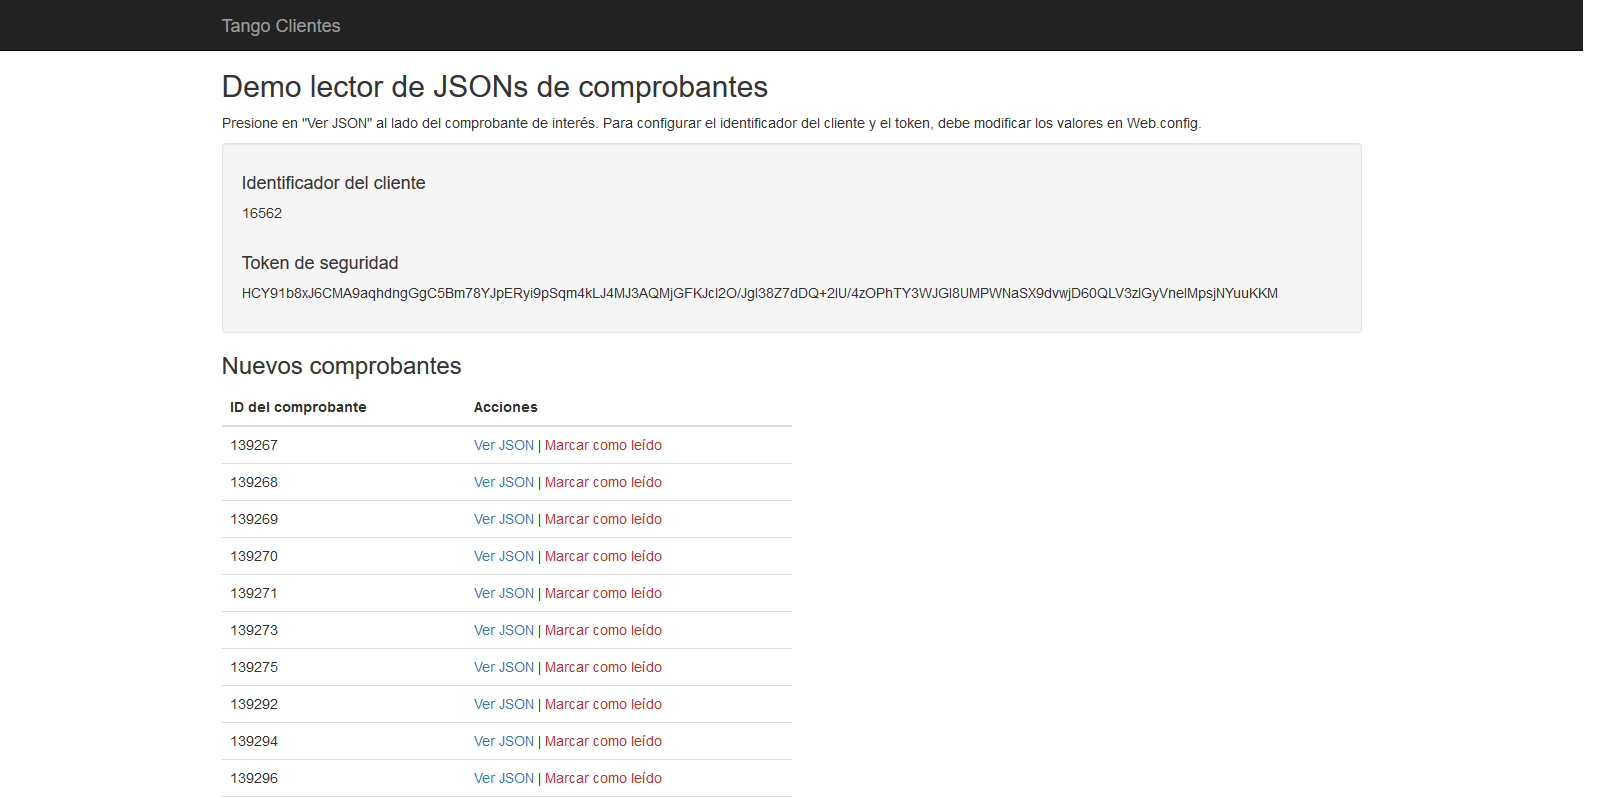 Tango Clientes
Demo lector de JSONs de comprobantes
Presione en "Ver JSON" al lado del comprobante de interés. Para configurar el identificador del cliente y el token, debe modificar los valores en Web.config.
Identificador del cliente
16562
Token de seguridad
HCY91b8xJ6CMA9aqhdngGgC5Bm78YJpERyi9pSqm4kLJ4MJ3AQMjGFKJcl2O/Jgl38Z7dDQ+2lU/4zOPhTY3WJGl8UMPWNaSX9dvwjD60QLV3zlGyVnelMpsjNYuuKKM
Nuevos comprobantes
ID del comprobante Acciones
139267 Ver JSON | Marcar como leído
139268 Ver JSON | Marcar como leído
139269 Ver JSON | Marcar como leído
139270 Ver JSON | Marcar como leído
139271 Ver JSON | Marcar como leído
139273 Ver JSON | Marcar como leído
139275 Ver JSON | Marcar como leído
139292 Ver JSON | Marcar como leído
139294 Ver JSON | Marcar como leído
139296 Ver JSON | Marcar como leído